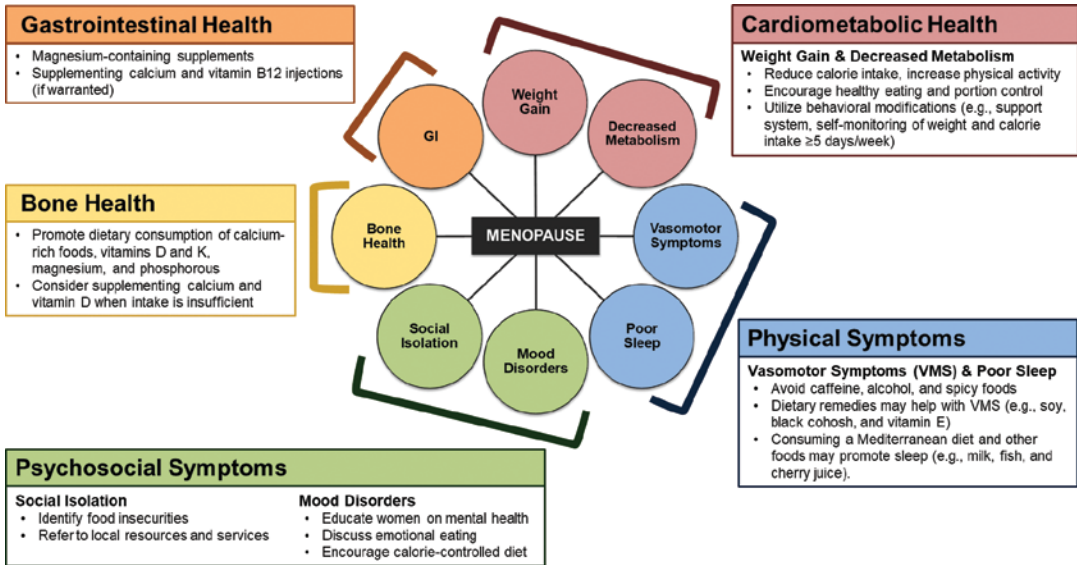 Gastrointestinal Health
• Magnesium-containing supplements
• Supplementing calcium and vitamin B12 injections
(if warranted)
Cardiometabolic Health
Weight Gain & Decreased Metabolism
• Reduce calorie intake, increase physical activity
• Encourage healthy eating and portion control
• Utilize behavioral modifications (e.g., support
system, self-monitoring of weight and calorie
intake ≥5 days/week)
Weight
Gain
Decreased
Metabolism
GI
Bone
Health
MENOPAUSE
Vasomotor
Symptoms
Social
Isolation
Mood
Disorders
Poor
Sleep
Bone Health
• Promote dietary consumption of calcium-
rich foods, vitamins D and K,
magnesium, and phosphorous
• Consider supplementing calcium and
vitamin D when intake is insufficient
Physical Symptoms
Vasomotor Symptoms (VMS) & Poor Sleep
• Avoid caffeine, alcohol, and spicy foods
• Dietary remedies may help with VMS (e.g., soy,
black cohosh, and vitamin E)
• Consuming a Mediterranean diet and other
foods may promote sleep (e.g., milk, fish, and
cherry juice).
Psychosocial Symptoms
Social Isolation
• Identify food insecurities
• Refer to local resources and services
Mood Disorders
• Educate women on mental health
• Discuss emotional eating
• Encourage calorie-controlled diet